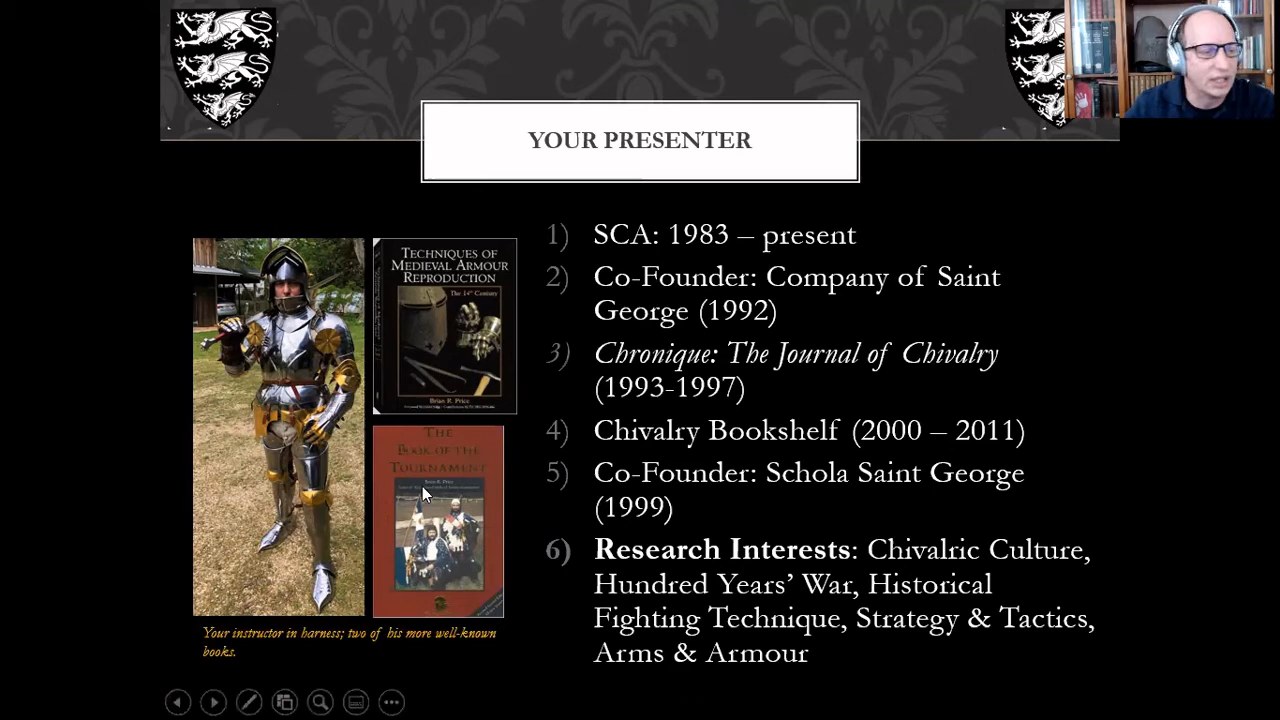 YOUR PRESENTER
TECHNIQUES OF
MEDIEVAL ARMOUR
REPRODUCTION
The 14th Century
Brian R. Price
THE
BOOK OF THE
TOURNAMENT
Brian R. Price
Your instructor in harness; two of his more well-known
books.
1) SCA: 1983 – present
2) Co-Founder: Company of Saint
George (1992)
3) Chronique: The Journal of Chivalry
(1993-1997)
4) Chivalry Bookshelf (2000 – 2011)
5) Co-Founder: Schola Saint George
(1999)
6) Research Interests: Chivalric Culture,
Hundred Years’ War, Historical
Fighting Technique, Strategy & Tactics,
Arms & Armour